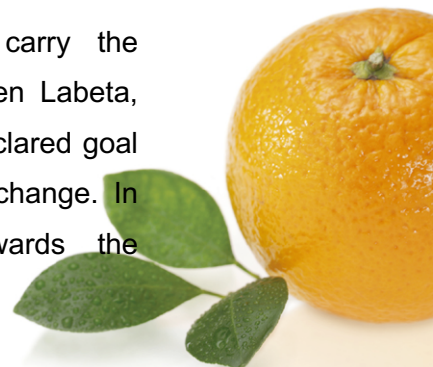 carry the
en Labeta,
clared goal
change. In
wards the